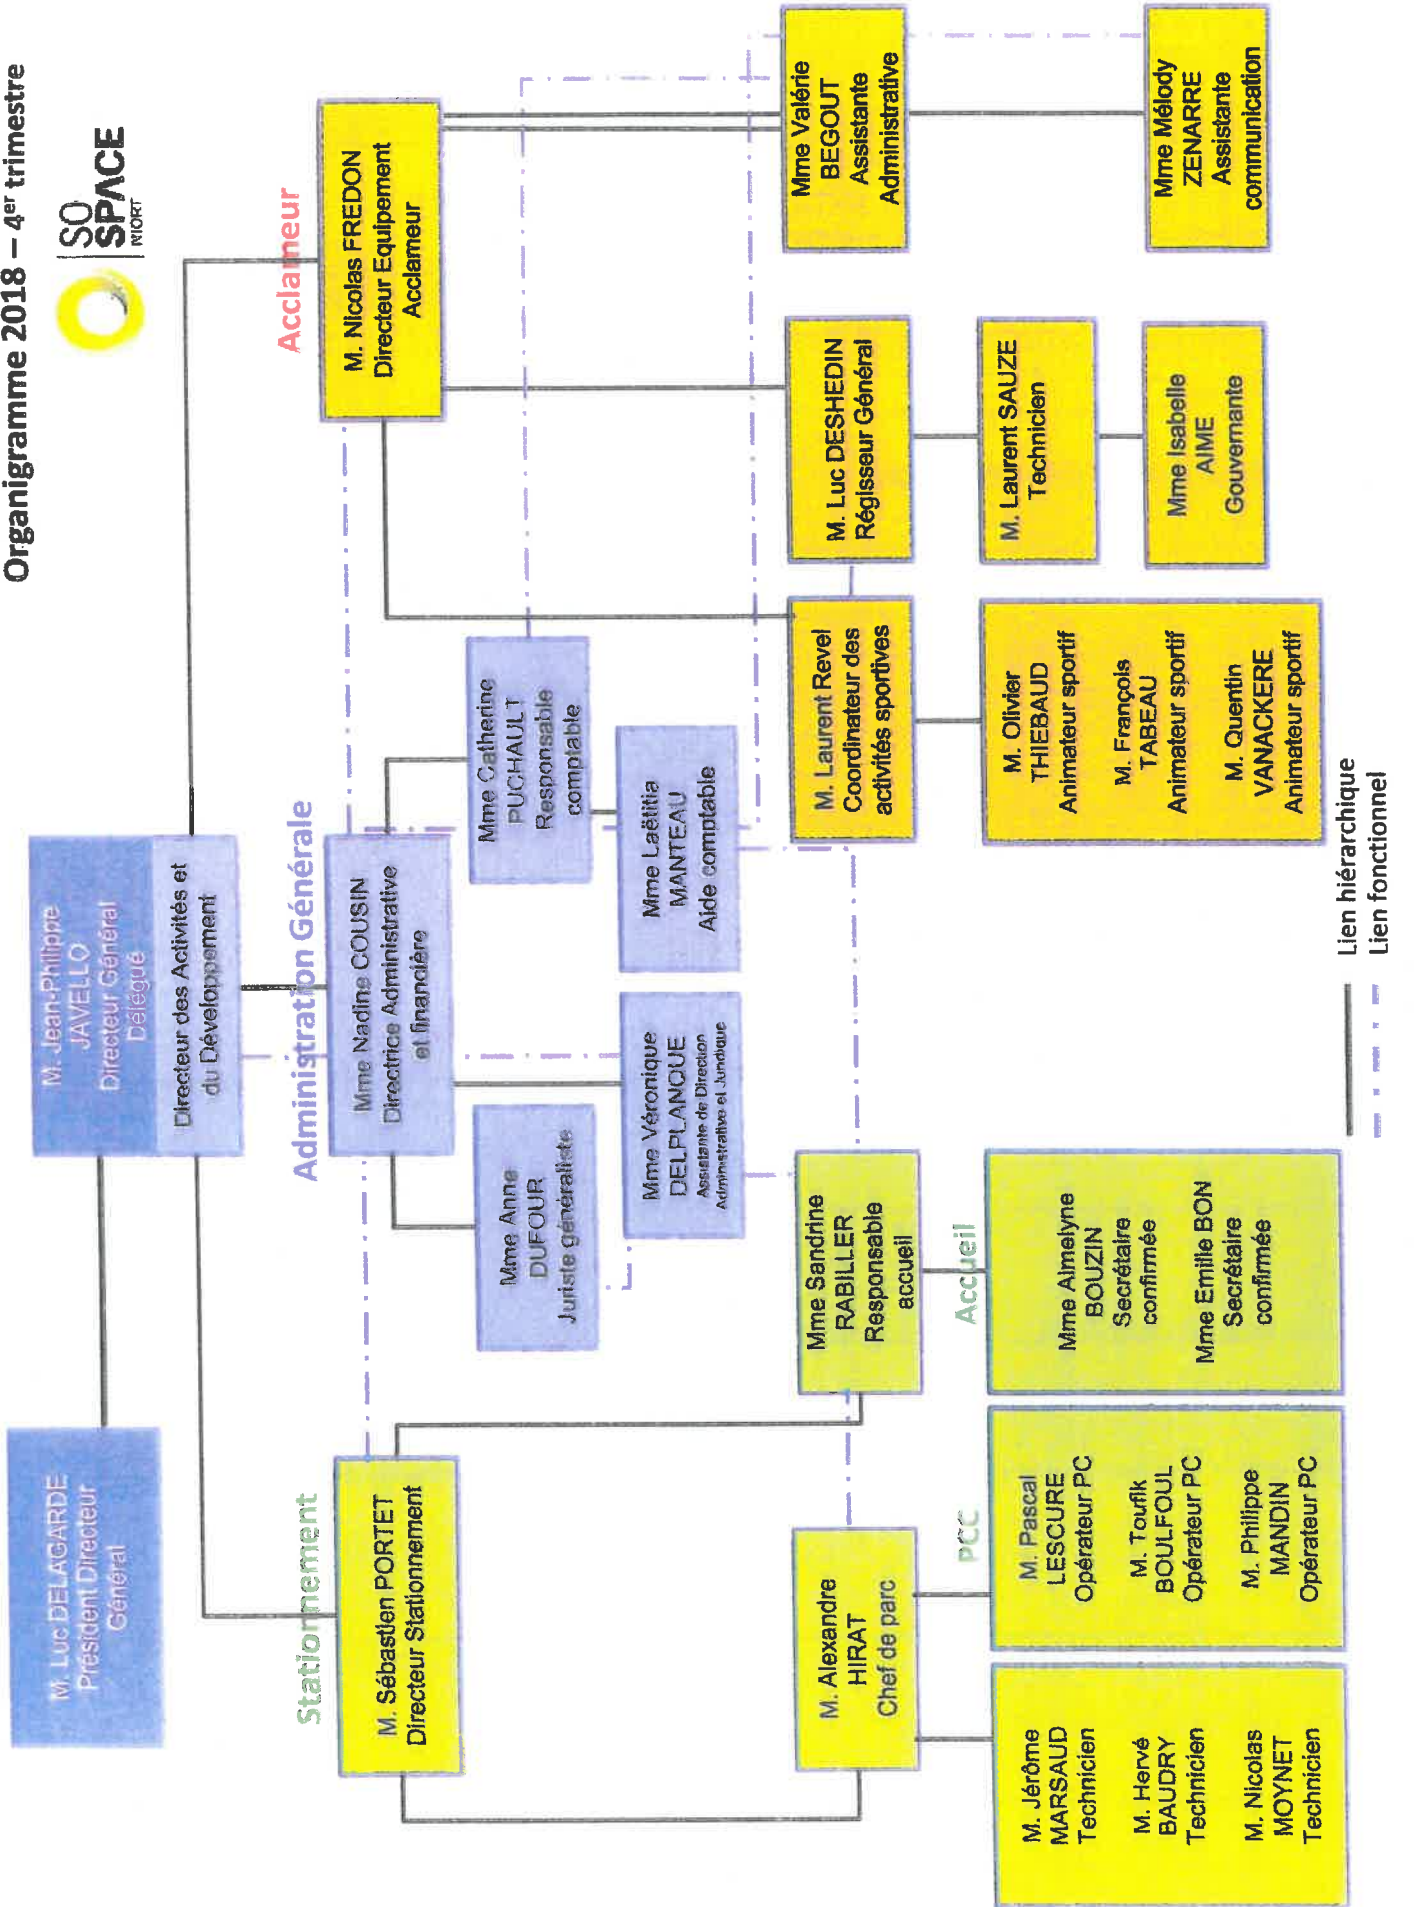 Organigramme 2018 – 4er trimestre
SO
SPACE
NIORT
M. Luc DELAGARDE
Président Directeur
Général
M. Jean-Philippe
JAVELLO
Directeur Général
Délégué
Directeur des Activités et
du Développement
Stationnement
Administration Générale
Acclameur
M. Sébastien PORTET
Directeur Stationnement
Mme Nadine COUSIN
Directrice Administrative
et financière
M. Nicolas FREDON
Directeur Equipement
Acclameur
Mme Anne
DUFOUR
Juriste généraliste
Mme Catherine
PUCHAULT
Responsable
comptable
Mme Véronique
DELPLANQUE
Assistante de Direction
Administrative et Juridique
Mme Laëtitia
MANTEAU
Aide comptable
M. Alexandre
HIRAT
Chef de parc
Mme Sandrine
RABILLER
Responsable
accueil
M. Laurent Revel
Coordinateur des
activités sportives
M. Luc DESHEDIN
Régisseur Général
Mme Valérie
BEGOUT
Assistante
Administrative
PCC
Accueil
M. Jérôme
MARSAUD
Technicien
M. Hervé
BAUDRY
Technicien
M. Nicolas
MOYNET
Technicien
M. Pascal
LESCURE
Opérateur PC
M. Toufik
BOULFOUL
Opérateur PC
M. Philippe
MANDIN
Opérateur PC
Mme Amelyne
BOUZIN
Secrétaire
confirmée
Mme Emilie BON
Secrétaire
confirmée
M. Olivier
THIEBAUD
Animateur sportif
M. François
TABEAU
Animateur sportif
M. Quentin
VANACKERE
Animateur sportif
M. Laurent SAUZE
Technicien
Mme Isabelle
AIME
Gouvernante
Mme Mélody
ZENARRE
Assistante
communication
Lien hiérarchique
Lien fonctionnel